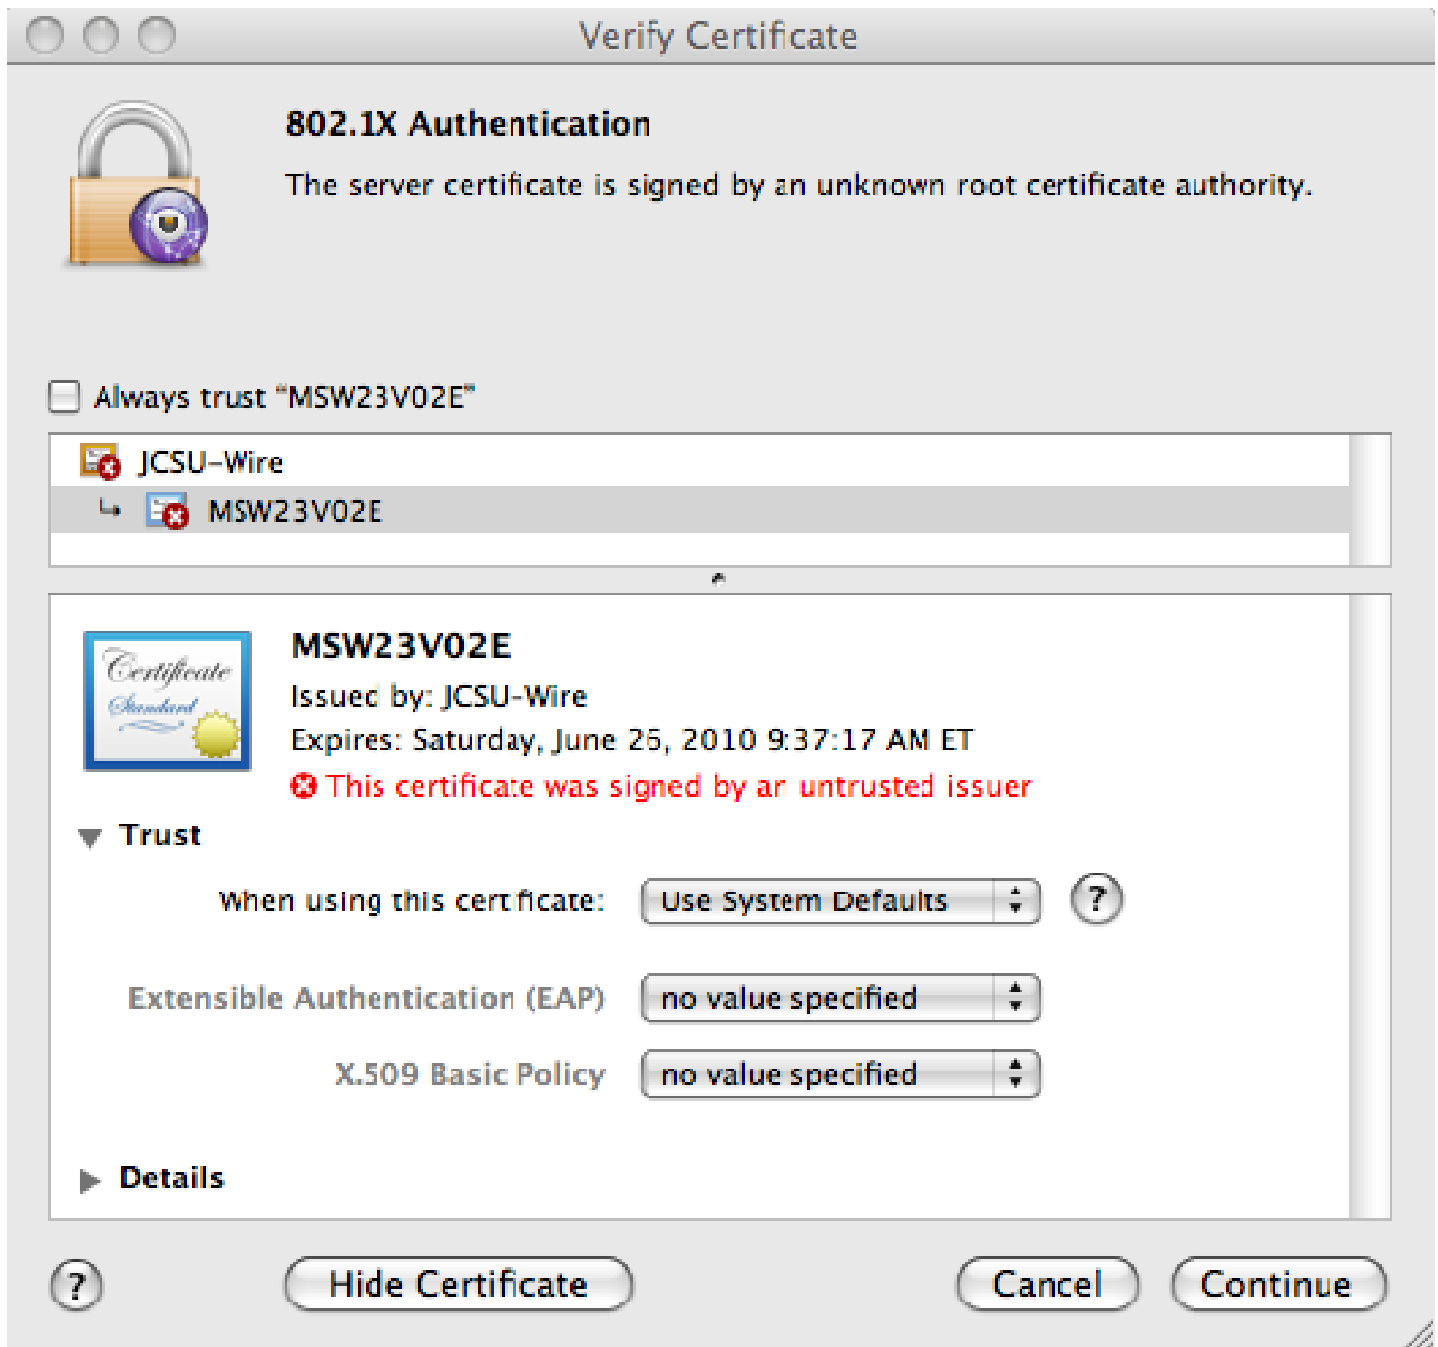 Verify Certificate
802.1X Authentication
The server certificate is signed by an unknown root certificate authority.
Always trust “MSW23V02E”
JCSU-Wire
MSW23V02E
Certificate
Standard
MSW23V02E
Issued by: JCSU-Wire
Expires: Saturday, June 26, 2010 9:37:17 AM ET
This certificate was signed by an untrusted issuer
Trust
When using this certificate: Use System Defaults ?
Extensible Authentication (EAP) no value specified
X.509 Basic Policy no value specified
Details
? Hide Certificate Cancel Continue